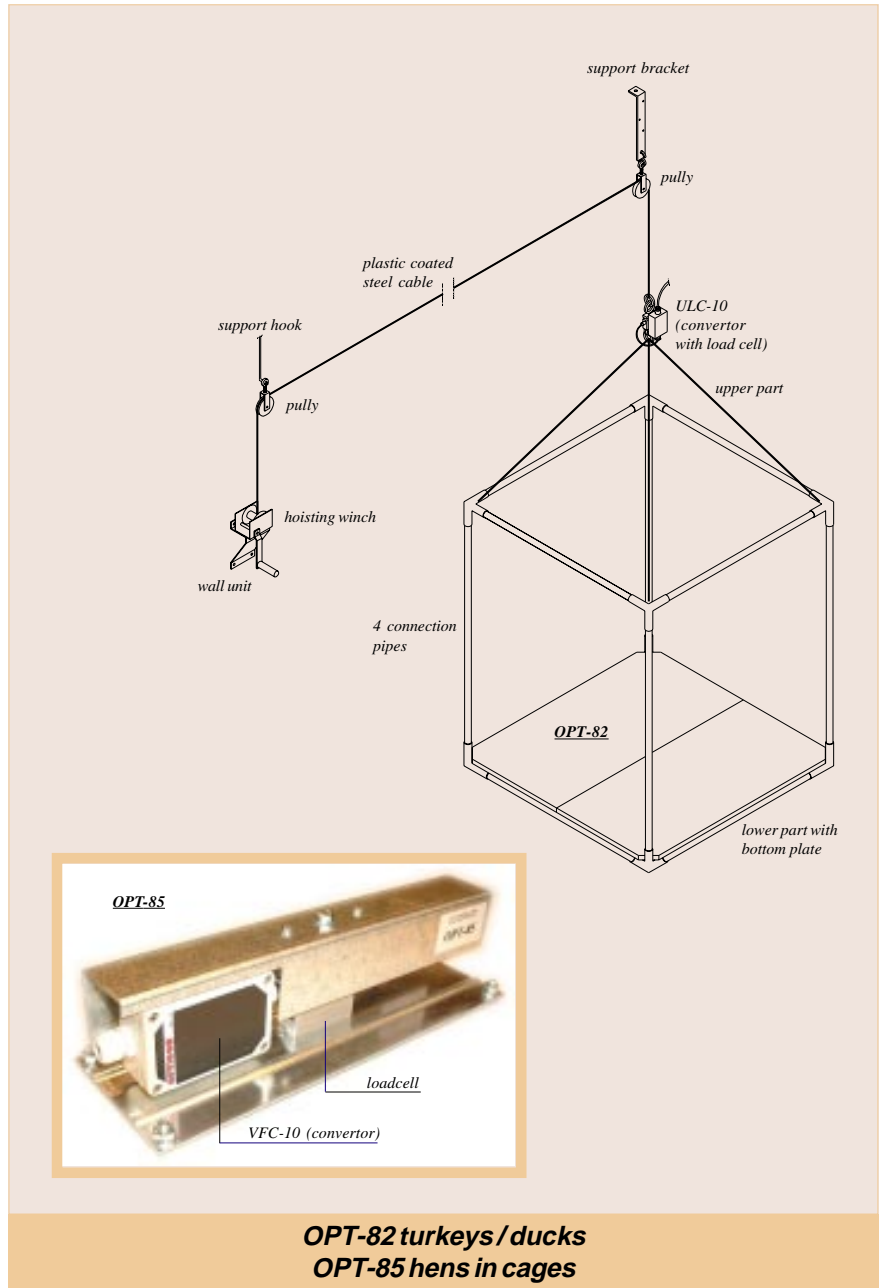 support bracket
pully
plastic coated
steel cable
ULC-10
(convertor
with load cell)
support hook
upper part
pully
hoisting winch
wall unit
4 connection
pipes
OPT-82
lower part with
bottom plate
OPT-85
OPT-85
loadcell
VFC-10 (convertor)
OPT-82 turkeys / ducks
OPT-85 hens in cages